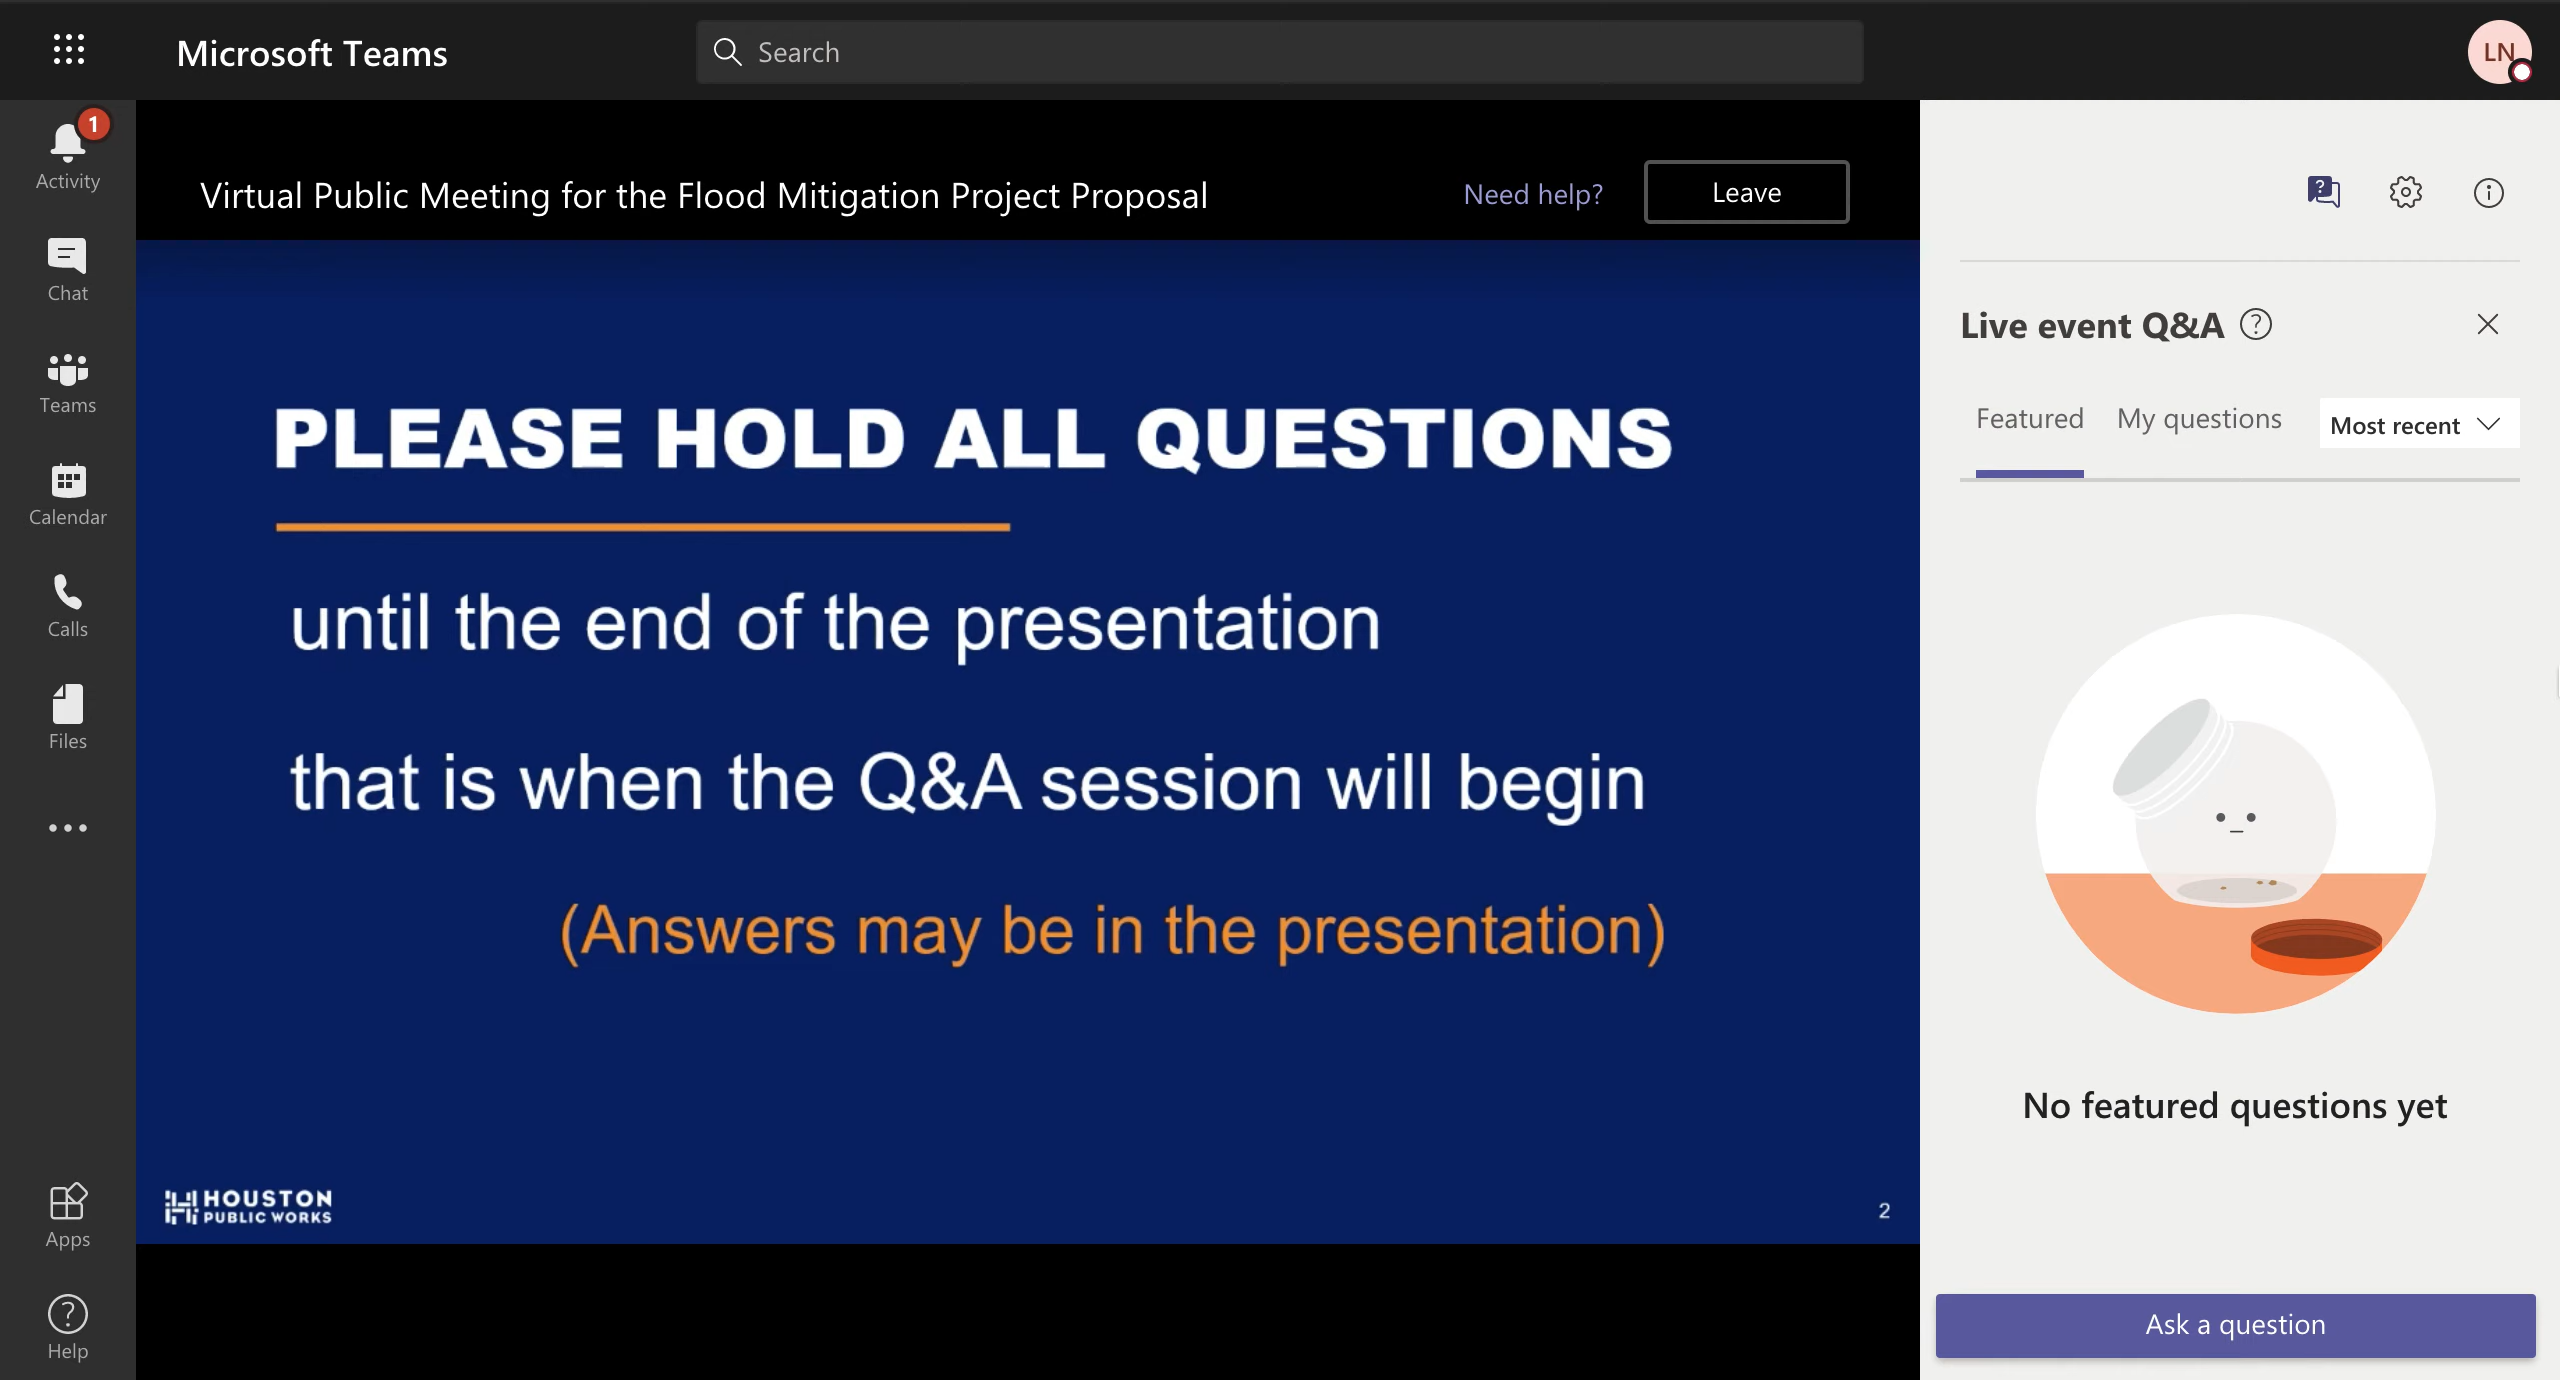 Microsoft Teams
Search
LN
1
Activity
Chat
Teams
Calendar
Calls
Files
Apps
Help
Virtual Public Meeting for the Flood Mitigation Project Proposal
Need help?
Leave
PLEASE HOLD ALL QUESTIONS
until the end of the presentation
that is when the Q&A session will begin
(Answers may be in the presentation)
HOUSTON
PUBLIC WORKS
2
Live event Q&A
Featured
My questions
Most recent
No featured questions yet
Ask a question